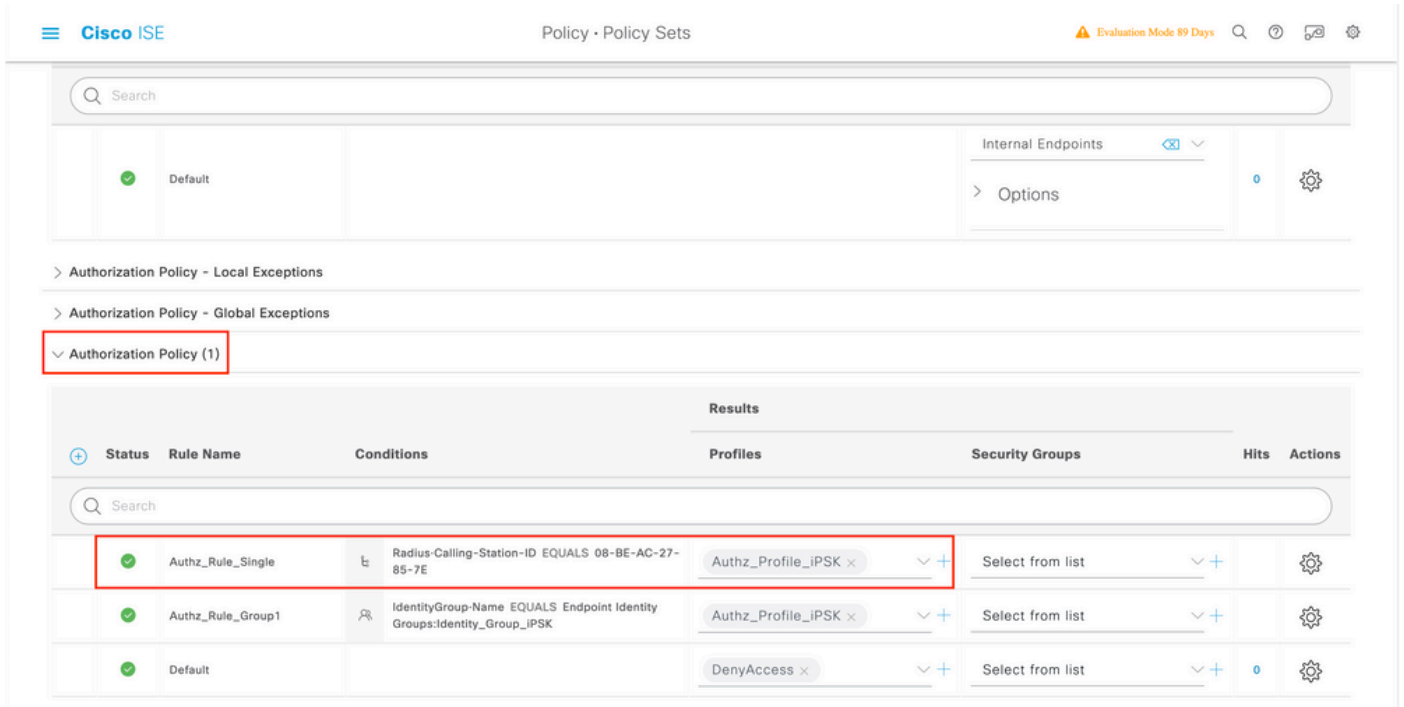 Cisco ISE
Policy · Policy Sets
Evaluation Mode 89 Days
Search
Default
Internal Endpoints
Options
0
Authorization Policy - Local Exceptions
Authorization Policy - Global Exceptions
Authorization Policy (1)
Results
Status Rule Name Conditions Profiles Security Groups Hits Actions
Search
Authz_Rule_Single
Radius-Calling-Station-ID EQUALS 08-BE-AC-27-
85-7E
Authz_Profile_iPSK
Select from list
Authz_Rule_Group1
IdentityGroup-Name EQUALS Endpoint Identity
Groups:Identity_Group_iPSK
Authz_Profile_iPSK
Select from list
Default
DenyAccess
Select from list
0